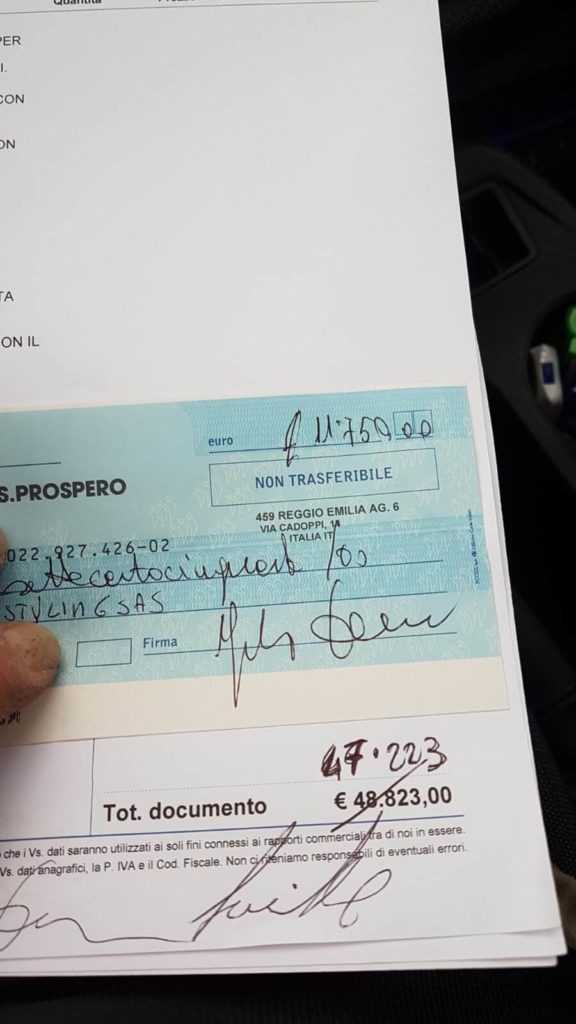 Quantità
PER
I.
CON
ON
TA
ON IL
euro € 11.750,00
NON TRASFERIBILE
S.PROSPERO
459 REGGIO EMILIA AG. 6
VIA CADOPPI, 14
ITALIA IT
022.927.426-02
settecentocinquanta/00
STYLING SAS
Firma
47.223
Tot. documento € 48.823,00
che i Vs. dati saranno utilizzati ai soli fini connessi ai rapporti commerciali tra di noi in essere.
Vs. dati anagrafici, la P. IVA e il Cod. Fiscale. Non ci riteniamo responsabili di eventuali errori.